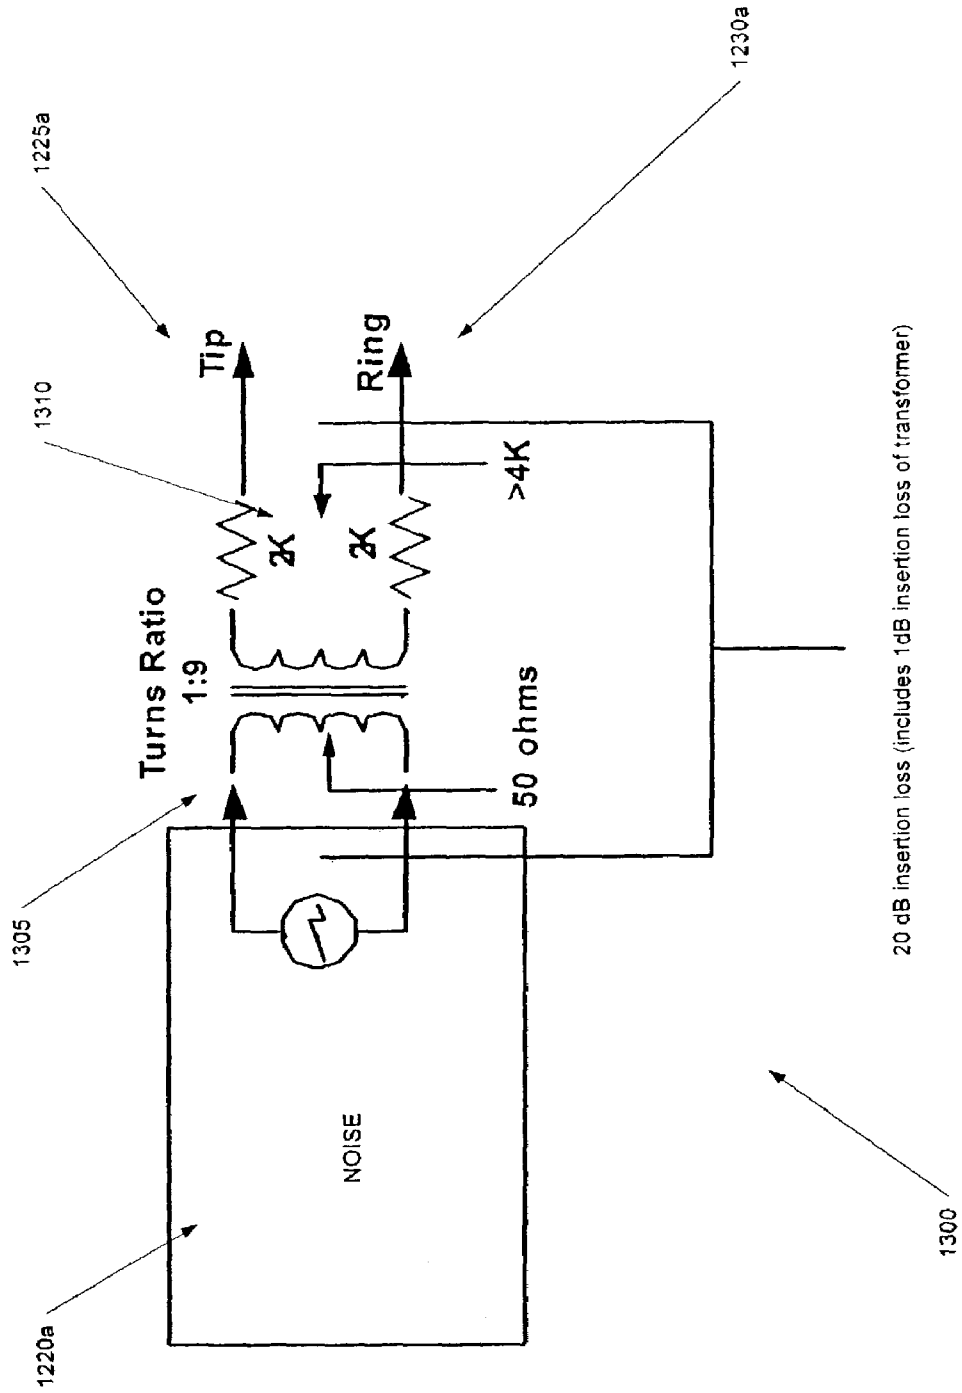 1220a
1305
1310
1225a
1230a
Turns Ratio
1:9
Tip
2K
2K
Ring
NOISE
50 ohms
>4K
20 dB insertion loss (includes 1dB insertion loss of transformer)
1300